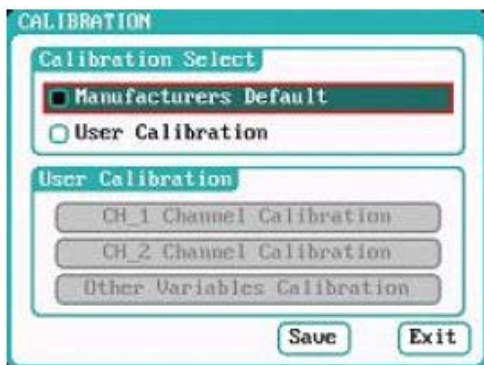 CALIBRATION
Calibration Select
Manufacturers Default
User Calibration
User Calibration
CH_1 Channel Calibration
CH_2 Channel Calibration
Other Variables Calibration
Save Exit